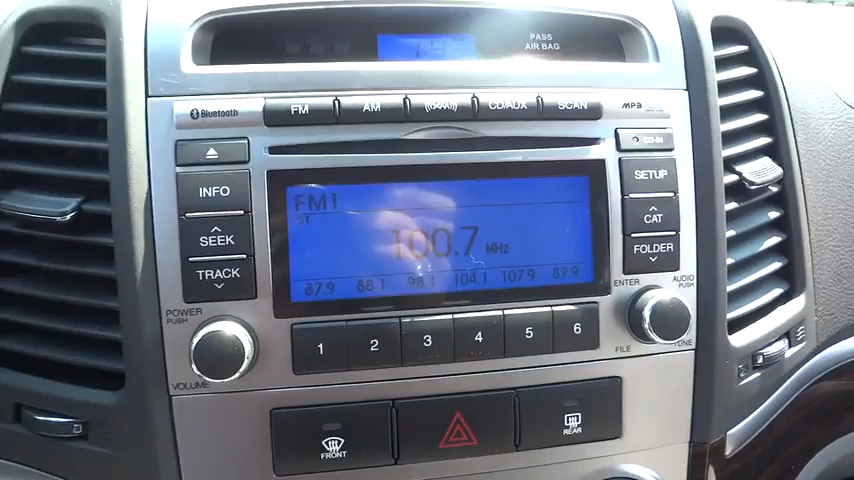 PASS
AIR BAG
Bluetooth FM AM CD/AUX SCAN MP3
CD-IN
INFO
SETUP
FM1
ST
SEEK
CAT
100.7 MHz
TRACK
FOLDER
87.9 88.1 98.1 104.1 107.9 87.9
POWER
PUSH
ENTER
AUDIO
PUSH
1 2 3 4 5 6
VOLUME
FILE
TUNE
FRONT
REAR